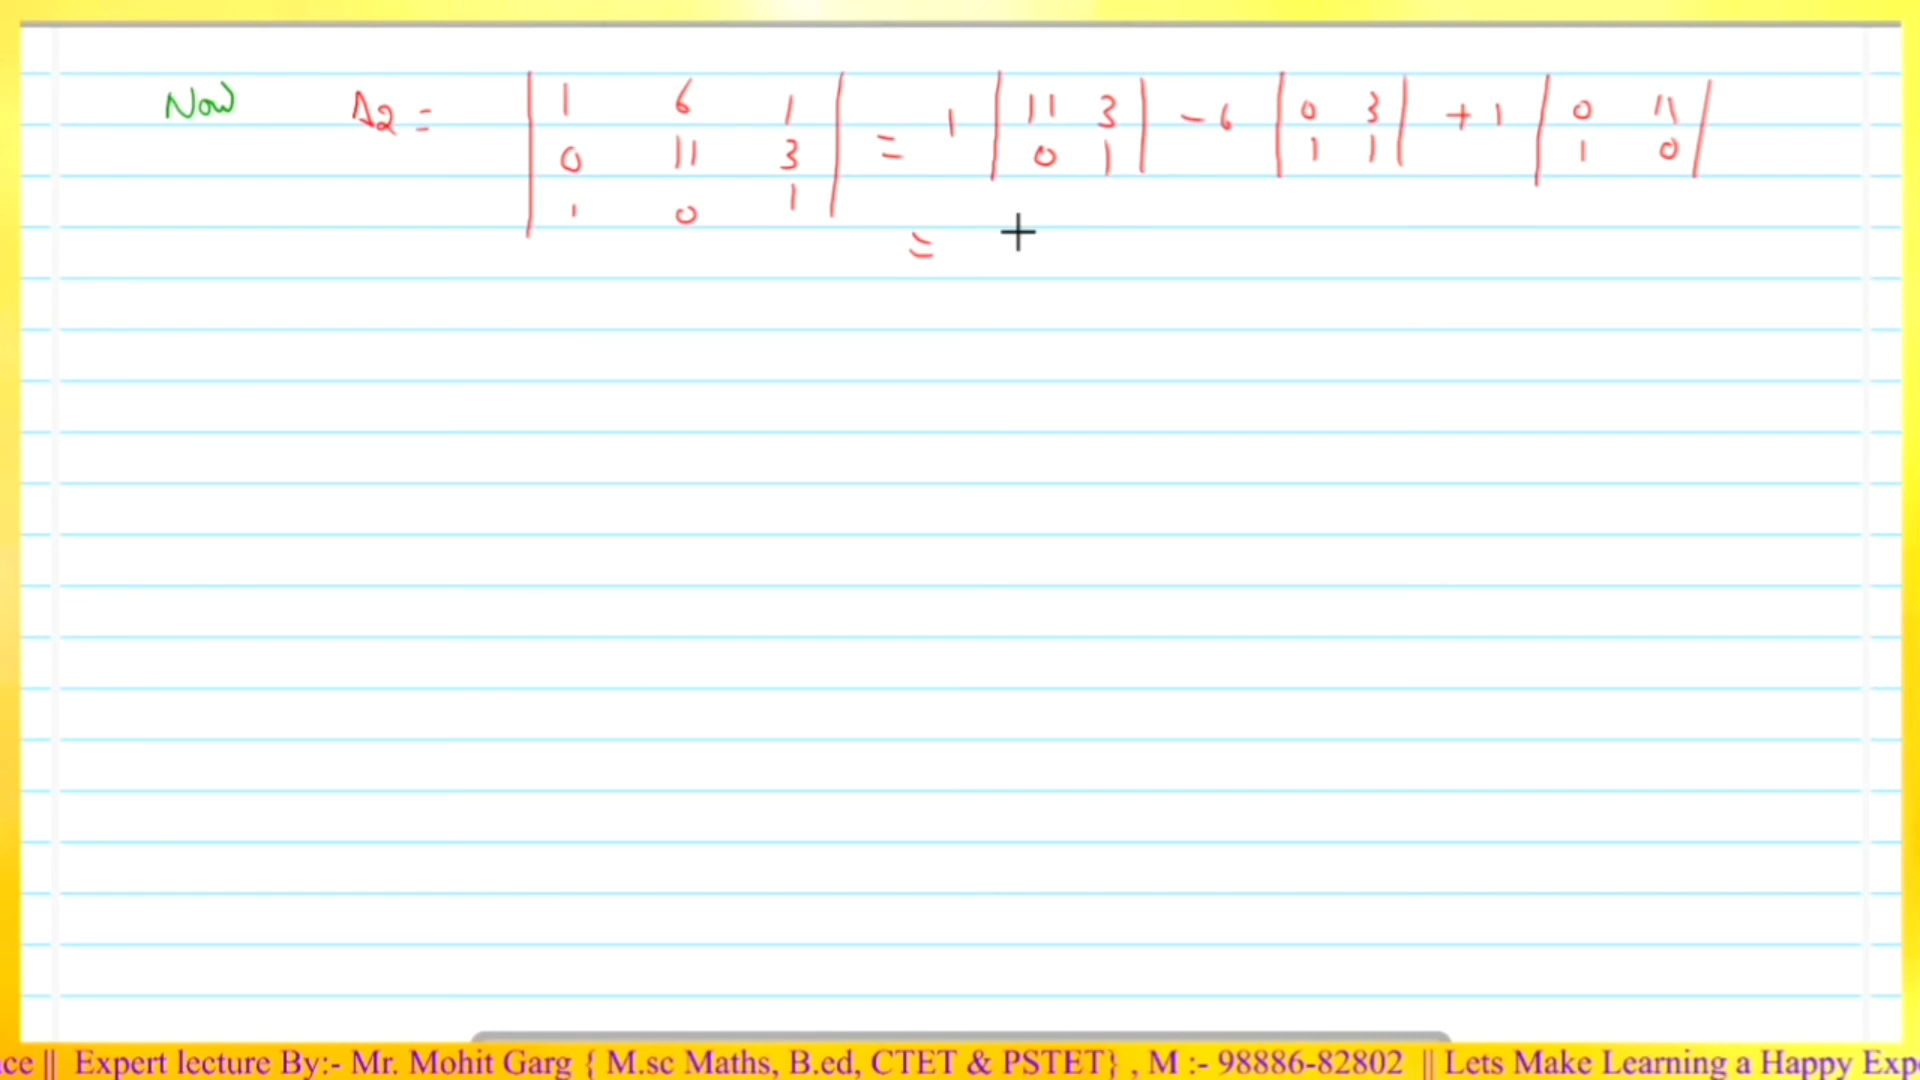 Now Δ2 = | 1 6 1 | = 1 | 11 3 | - 6 | 0 3 | + 1 | 0 11 |
| 0 11 3 | | 0 1 | | 1 1 | | 1 0 |
| 1 0 1 |
=
ce || Expert lecture By:- Mr. Mohit Garg { M.sc Maths, B.ed, CTET & PSTET} , M :- 98886-82802 || Lets Make Learning a Happy Exp